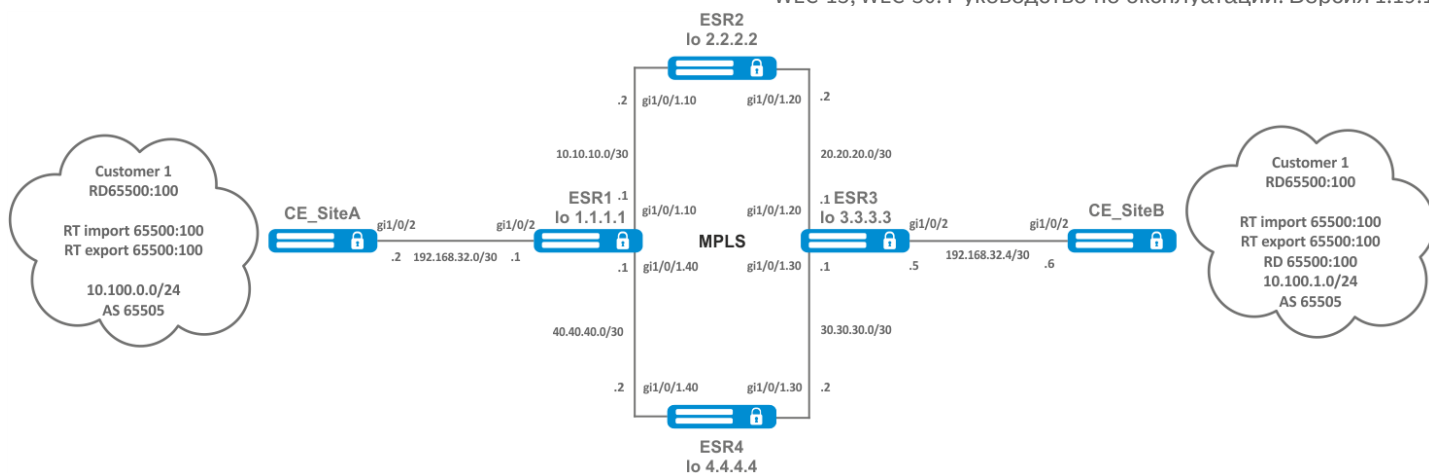 ESR2
lo 2.2.2.2
.2
gi1/0/1.10
gi1/0/1.20
.2
10.10.10.0/30
20.20.20.0/30
Customer 1
RD65500:100
RT import 65500:100
RT export 65500:100
10.100.0.0/24
AS 65505
CE_SiteA
gi1/0/2
.2
192.168.32.0/30
gi1/0/2
.1
ESR1
lo 1.1.1.1
.1
gi1/0/1.10
.1
gi1/0/1.40
MPLS
gi1/0/1.20
gi1/0/1.30
.1
ESR3
lo 3.3.3.3
.1
gi1/0/2
.5
192.168.32.4/30
gi1/0/2
.6
CE_SiteB
Customer 1
RD65500:100
RT import 65500:100
RT export 65500:100
RD 65500:100
10.100.1.0/24
AS 65505
40.40.40.0/30
30.30.30.0/30
.2
gi1/0/1.40
gi1/0/1.30
.2
ESR4
lo 4.4.4.4